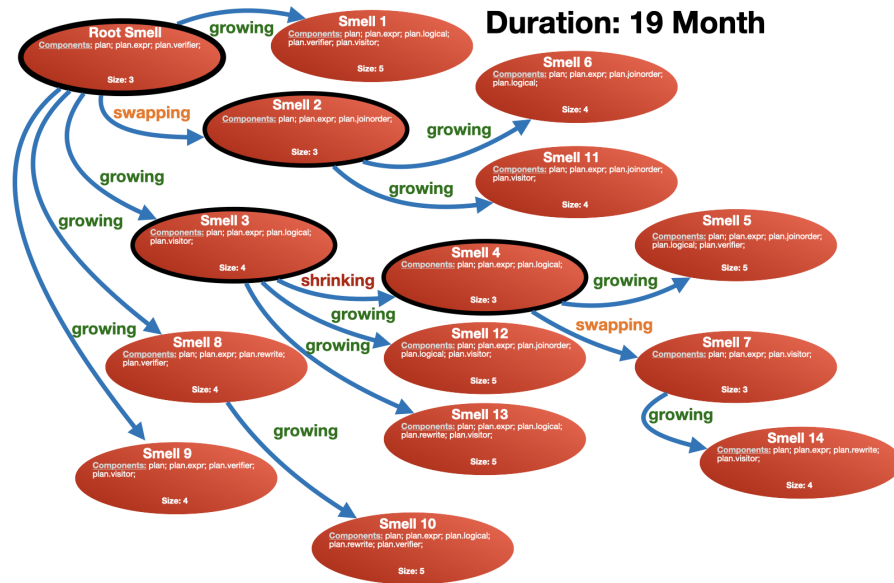 Duration: 19 Month
Root Smell
Components: plan; plan.expr; plan.verifier;
Size: 3
growing
Smell 1
Components: plan; plan.expr; plan.logical;
plan.verifier; plan.visitor;
Size: 5
swapping
Smell 2
Components: plan; plan.expr; plan.joinorder;
Size: 3
growing
Smell 6
Components: plan; plan.expr; plan.joinorder;
plan.logical;
Size: 4
growing
Smell 11
Components: plan; plan.expr; plan.joinorder;
plan.visitor;
Size: 4
growing
Smell 3
Components: plan; plan.expr; plan.logical;
plan.visitor;
Size: 4
shrinking
Smell 4
Components: plan; plan.expr; plan.logical;
Size: 3
growing
Smell 5
Components: plan; plan.expr; plan.joinorder;
plan.logical; plan.verifier;
Size: 5
swapping
Smell 7
Components: plan; plan.expr; plan.visitor;
Size: 3
growing
Smell 14
Components: plan; plan.expr; plan.rewrite;
plan.visitor;
Size: 4
growing
Smell 12
Components: plan; plan.expr; plan.joinorder;
plan.logical; plan.visitor;
Size: 5
growing
Smell 13
Components: plan; plan.expr; plan.logical;
plan.rewrite; plan.visitor;
Size: 5
growing
Smell 8
Components: plan; plan.expr; plan.rewrite;
plan.verifier;
Size: 4
growing
Smell 9
Components: plan; plan.expr; plan.verifier;
plan.visitor;
Size: 4
growing
Smell 10
Components: plan; plan.expr; plan.logical;
plan.rewrite; plan.verifier;
Size: 5